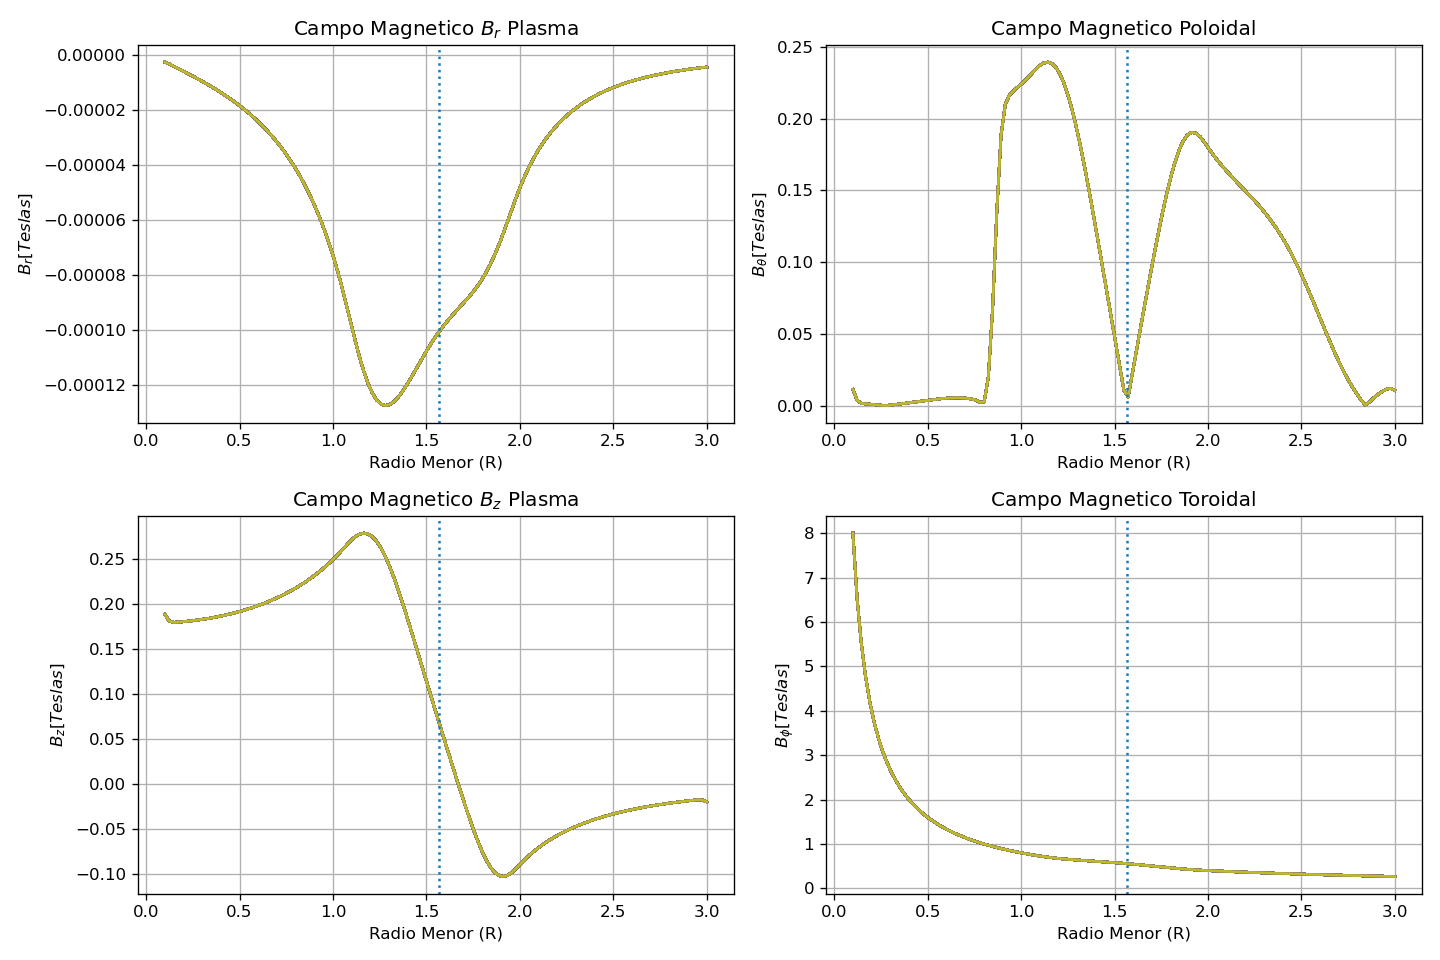 Campo Magnetico B_r Plasma
0.00000
−0.00002
−0.00004
−0.00006
−0.00008
−0.00010
−0.00012
B_r[Teslas]
0.0 0.5 1.0 1.5 2.0 2.5 3.0
Radio Menor (R)
Campo Magnetico Poloidal
0.25
0.20
0.15
0.10
0.05
0.00
B_θ[Teslas]
0.0 0.5 1.0 1.5 2.0 2.5 3.0
Radio Menor (R)
Campo Magnetico B_z Plasma
0.25
0.20
0.15
0.10
0.05
0.00
−0.05
−0.10
B_z[Teslas]
0.0 0.5 1.0 1.5 2.0 2.5 3.0
Radio Menor (R)
Campo Magnetico Toroidal
8
7
6
5
4
3
2
1
0
B_ϕ[Teslas]
0.0 0.5 1.0 1.5 2.0 2.5 3.0
Radio Menor (R)